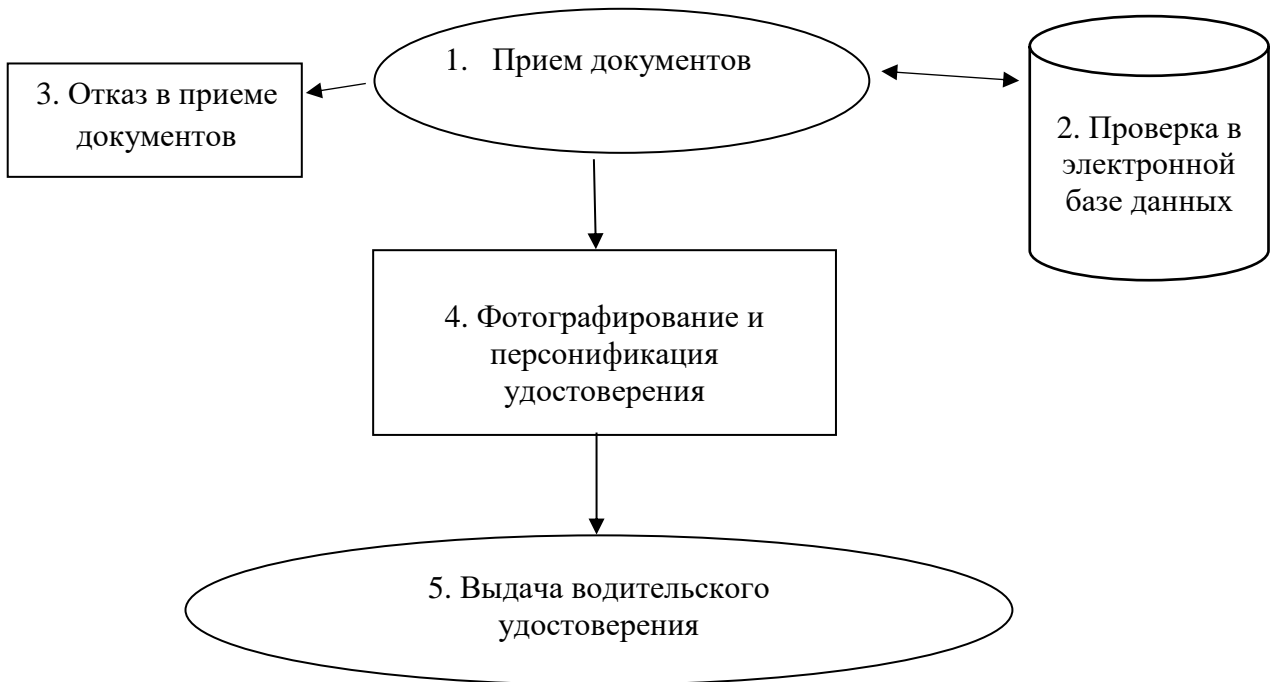 1. Прием документов
3. Отказ в приеме
документов
2. Проверка в
электронной
базе данных
4. Фотографирование и
персонификация
удостоверения
5. Выдача водительского
удостоверения